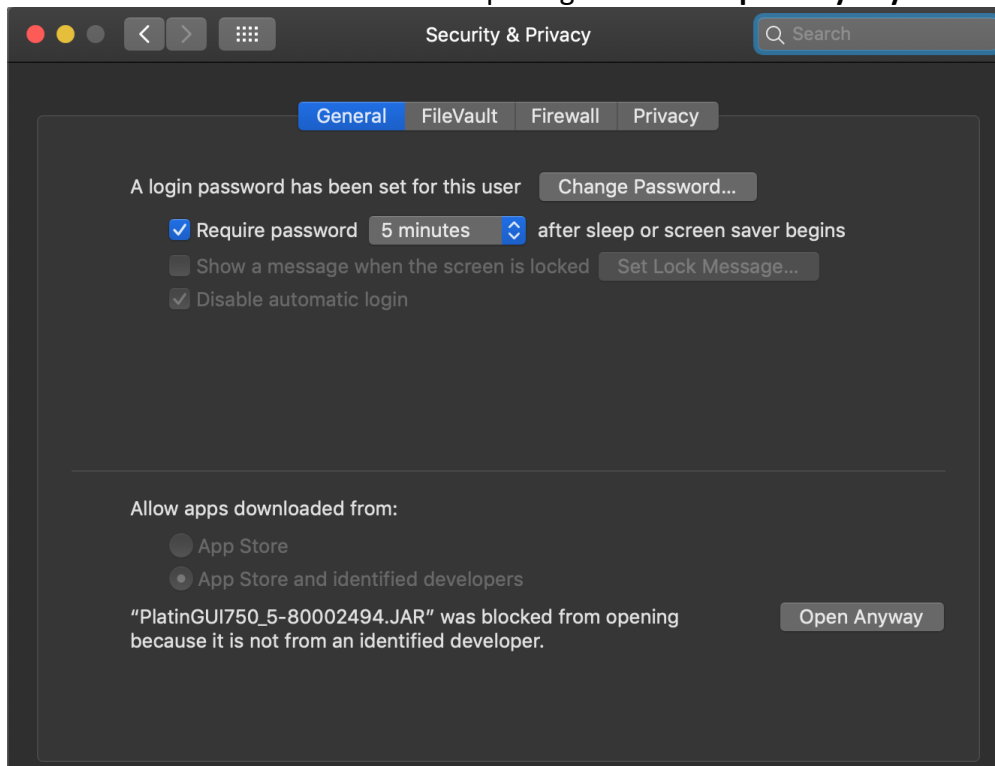 Security & Privacy
Search
General FileVault Firewall Privacy
A login password has been set for this user Change Password...
Require password 5 minutes after sleep or screen saver begins
Show a message when the screen is locked Set Lock Message...
Disable automatic login
Allow apps downloaded from:
App Store
App Store and identified developers
“PlatinGUI750_5-80002494.JAR” was blocked from opening Open Anyway
because it is not from an identified developer.